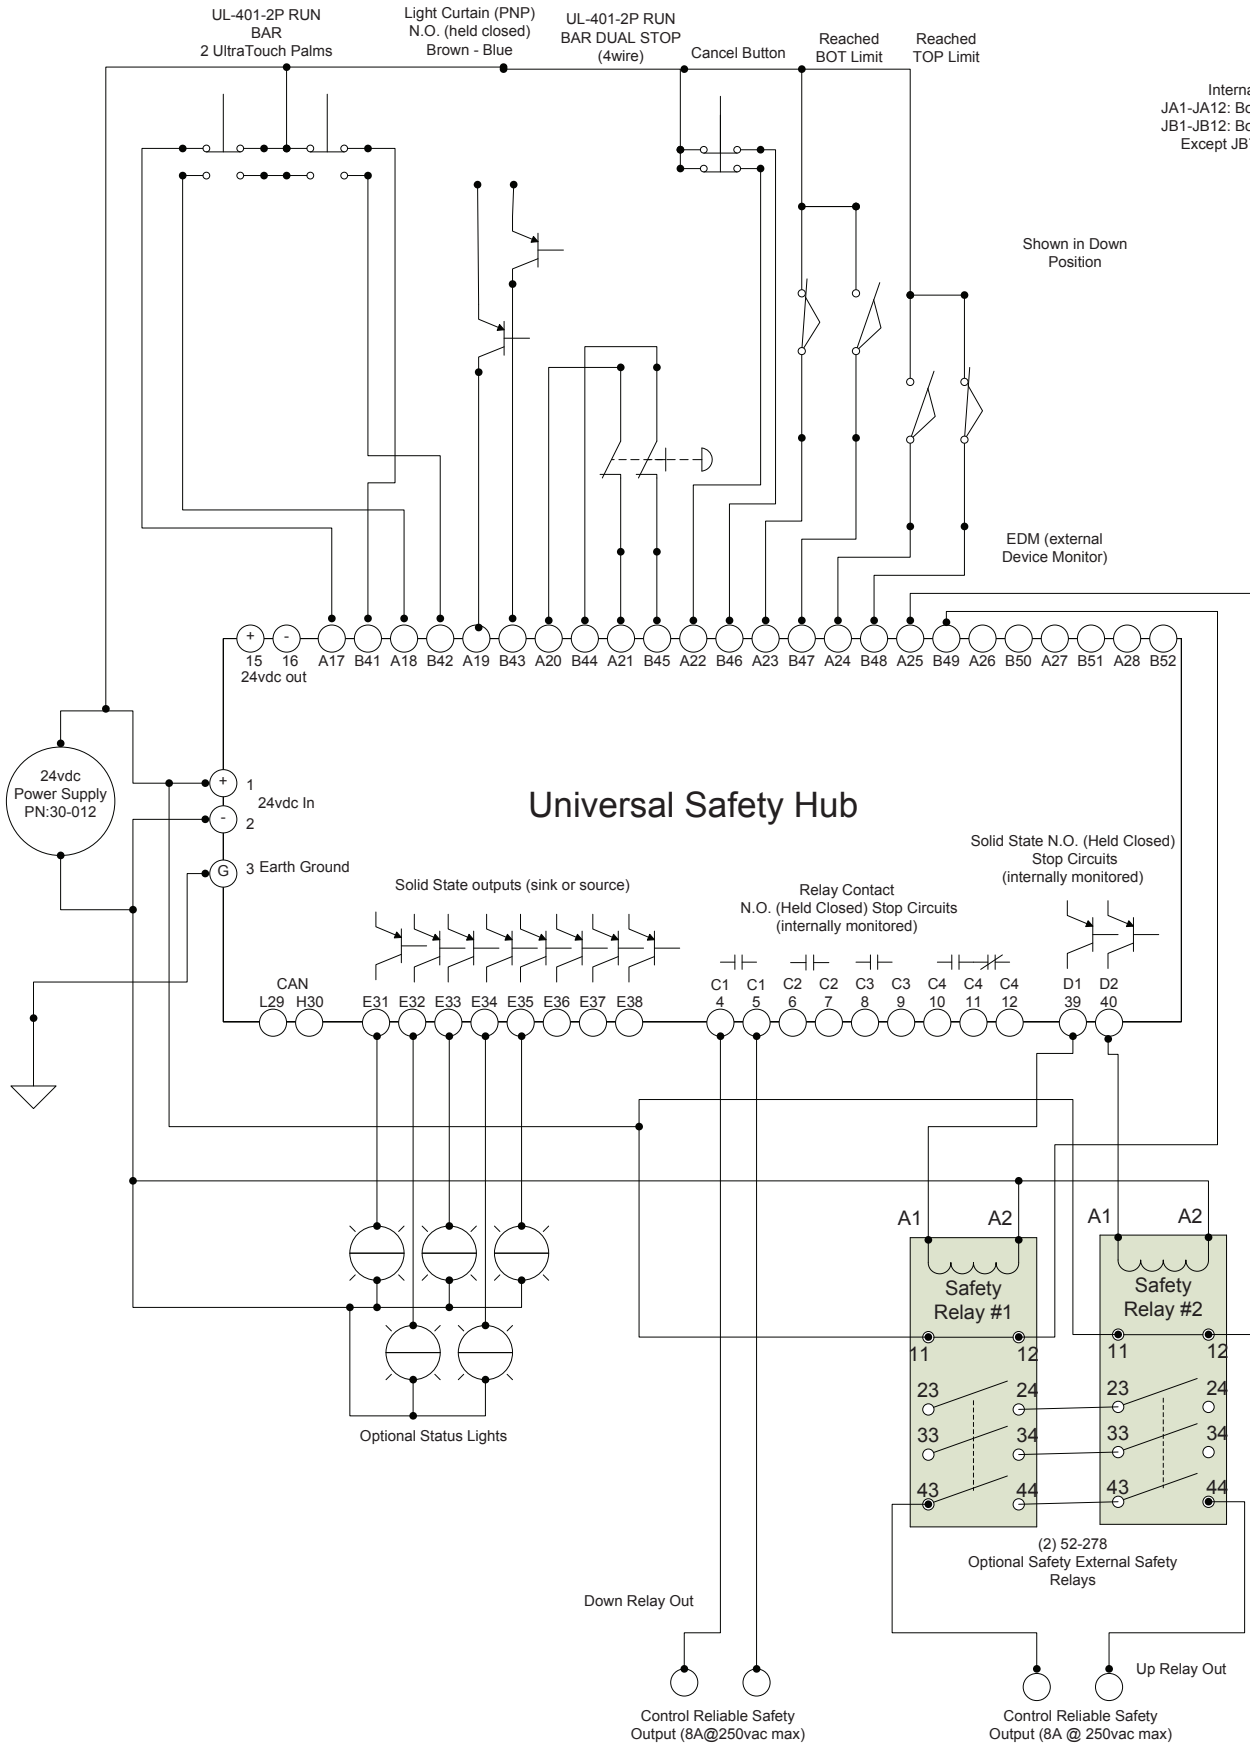 UL-401-2P RUN
BAR
2 UltraTouch Palms
Light Curtain (PNP)
N.O. (held closed)
Brown - Blue
UL-401-2P RUN
BAR DUAL STOP
(4wire)
Cancel Button
Reached
BOT Limit
Reached
TOP Limit
JA1-JA12:
JB1-JB12:
Except
Shown in Down
Position
EDM (external
Device Monitor)
+ - 
15 16 A17 B41 A18 B42 A19 B43 A20 B44 A21 B45 A22 B46 A23 B47 A24 B48 A25 B49 A26 B50 A27 B51 A28 B52
24vdc out
24vdc
Power Supply
PN:30-012
+ 1
24vdc In
- 2
G 3 Earth Ground
Universal Safety Hub
Solid State outputs (sink or source)
Relay Contact
N.O. (Held Closed) Stop Circuits
(internally monitored)
Solid State N.O. (Held Closed)
Stop Circuits
(internally monitored)
CAN
L29 H30
E31 E32 E33 E34 E35 E36 E37 E38
C1 C1 C2 C2 C3 C3 C4 C4 C4
4 5 6 7 8 9 10 11 12
D1 D2
39 40
A1 A2
Safety
Relay #1
11 12
23 24
33 34
43 44
A1 A2
Safety
Relay #2
11 12
23 24
33 34
43 44
Optional Status Lights
(2) 52-278
Optional Safety External Safety
Relays
Down Relay Out
Up Relay Out
Control Reliable Safety
Output (8A@250vac max)
Control Reliable Safety
Output (8A @ 250vac max)